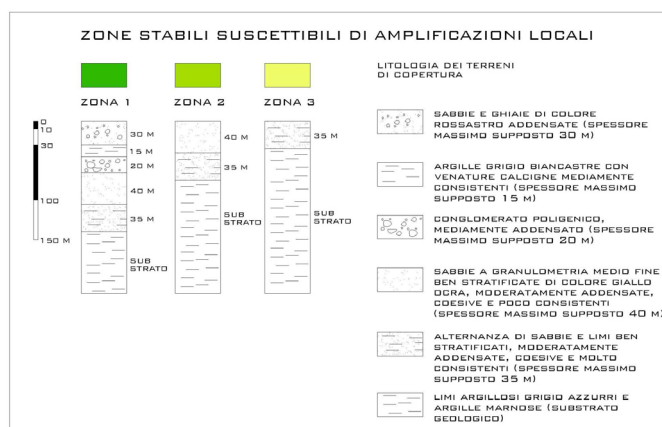 ZONE STABILI SUSCETTIBILI DI AMPLIFICAZIONI LOCALI
ZONA 1
ZONA 2
ZONA 3
0
10
30
100
150 M
30 M
15 M
20 M
40 M
35 M
SUB
STRATO
40 M
35 M
SUB
STRATO
35 M
SUB
STRATO
LITOLOGIA DEI TERRENI
DI COPERTURA
SABBIE E GHIAIE DI COLORE
ROSSASTRO ADDENSATE (SPESSORE
MASSIMO SUPPOSTO 30 M)
ARGILLE GRIGIO BIANCASTRE CON
VENATURE CALCIGNE MEDIAMENTE
CONSISTENTI (SPESSORE MASSIMO
SUPPOSTO 15 M)
CONGLOMERATO POLIGENICO,
MEDIAMENTE ADDENSATO (SPESSORE
MASSIMO SUPPOSTO 20 M)
SABBIE A GRANULOMETRIA MEDIO FINE
BEN STRATIFICATE DI COLORE GIALLO
OCRA, MODERATAMENTE ADDENSATE,
COESIVE E POCO CONSISTENTI
(SPESSORE MASSIMO SUPPOSTO 40 M)
ALTERNANZA DI SABBIE E LIMI BEN
STRATIFICATI, MODERATAMENTE
ADDENSATE, COESIVE E MOLTO
CONSISTENTI (SPESSORE MASSIMO
SUPPOSTO 35 M)
LIMI ARGILLOSI GRIGIO AZZURRI E
ARGILLE MARNOSE (SUBSTRATO
GEOLOGICO)